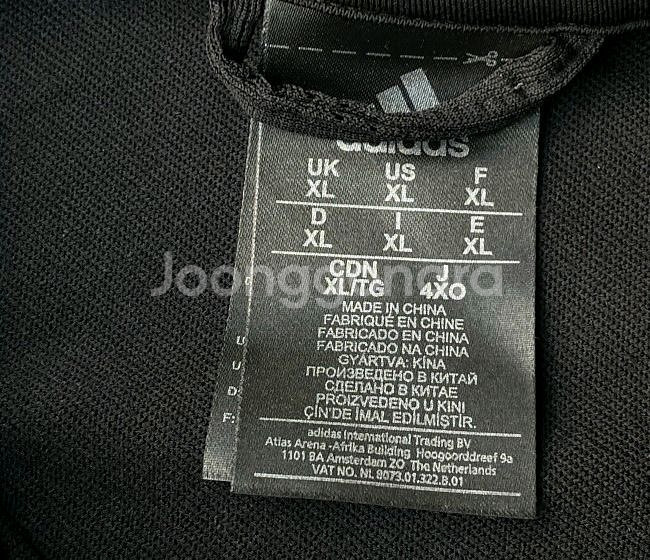 adidas
UK US F
XL XL XL
D I E
XL XL XL
CDN J
XL/TG 4XO
Joonggonara
MADE IN CHINA
FABRIQUÉ EN CHINE
FABRICADO EN CHINA
FABRICADO NA CHINA
GYÁRTVA: KÍNA
ПРОИЗВЕДЕНО В КИТАЙ
СДЕЛАНО В КИТАЕ
PROIZVEDENO U KINI
ÇİN'DE İMAL EDİLMİŞTİR.
adidas International Trading BV
Atlas Arena -Afrika Building Hoogoorddreef 9a
1101 BA Amsterdam ZO The Netherlands
VAT NO. NL 8073.01.322.B.01
U
U
D:
F: